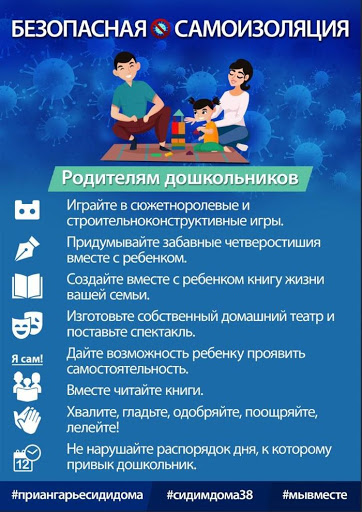 БЕЗОПАСНАЯ САМОИЗОЛЯЦИЯ
Родителям дошкольников
Играйте в сюжетноролевые и
строительноконструктивные игры.
Придумывайте забавные четверостишия
вместе с ребенком.
Создайте вместе с ребенком книгу жизни
вашей семьи.
Изготовьте собственный домашний театр и
поставьте спектакль.
Я сам!
Дайте возможность ребенку проявить
самостоятельность.
Вместе читайте книги.
Хвалите, гладьте, одобряйте, поощряйте,
лелейте!
12
Не нарушайте распорядок дня, к которому
привык дошкольник.
#приангарьесидидома #сидимдома38 #мывместе